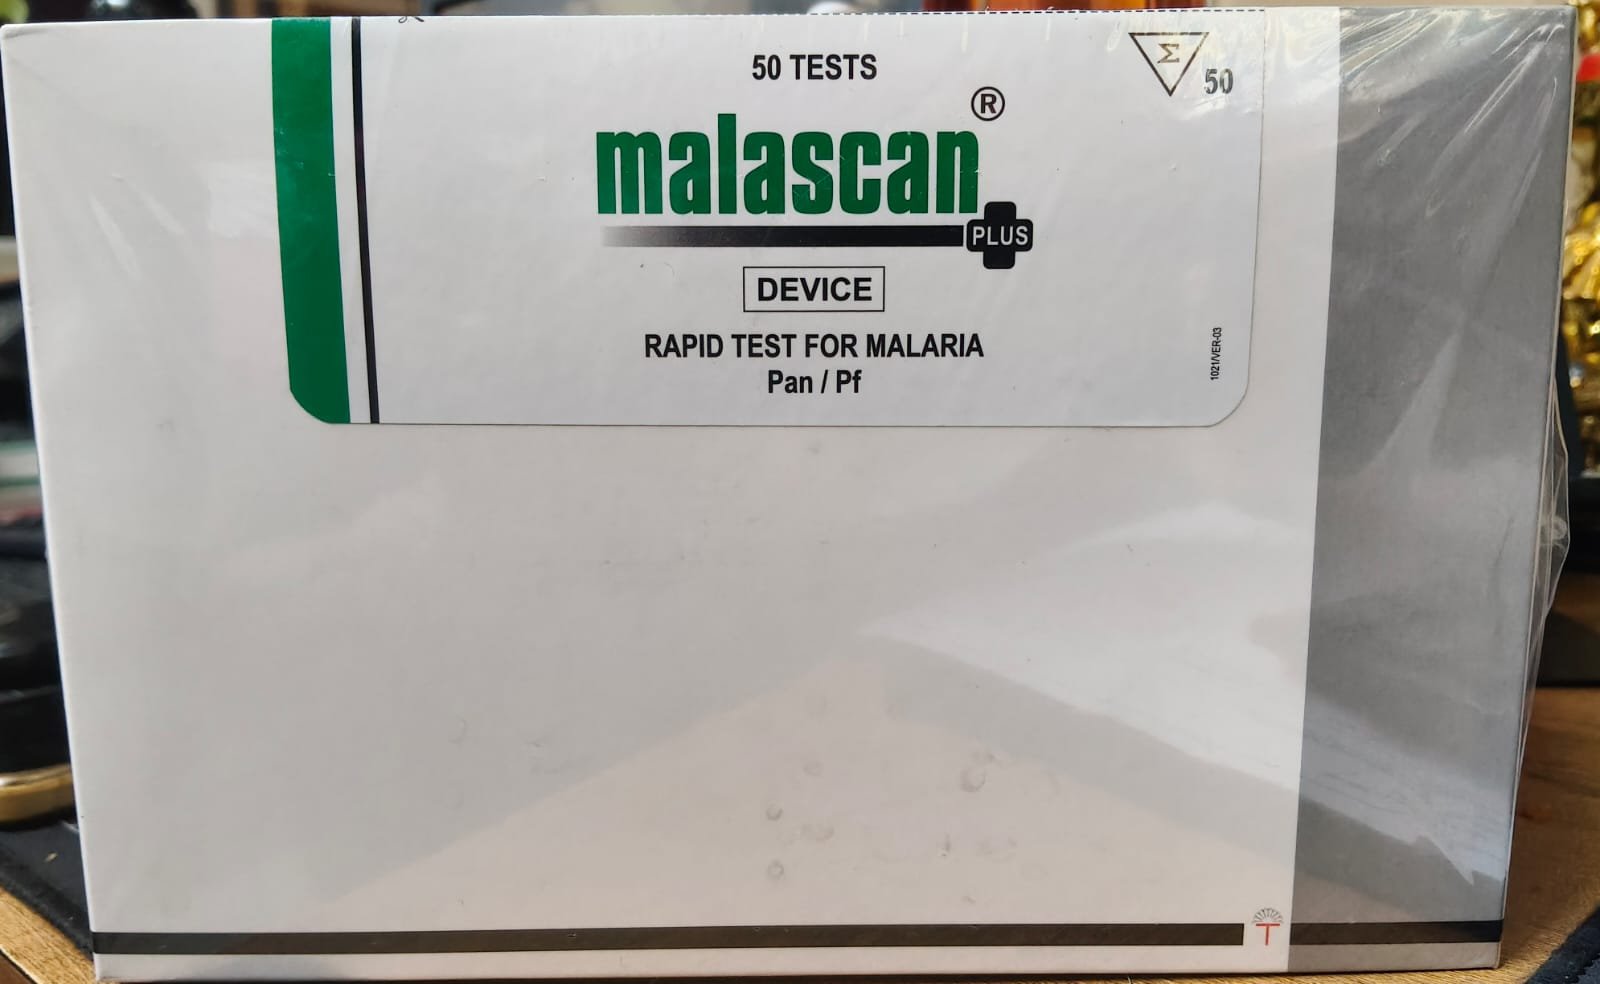 50 TESTS
Σ 50
malascan®
PLUS
DEVICE
RAPID TEST FOR MALARIA
Pan / Pf
1021/VER-03
T